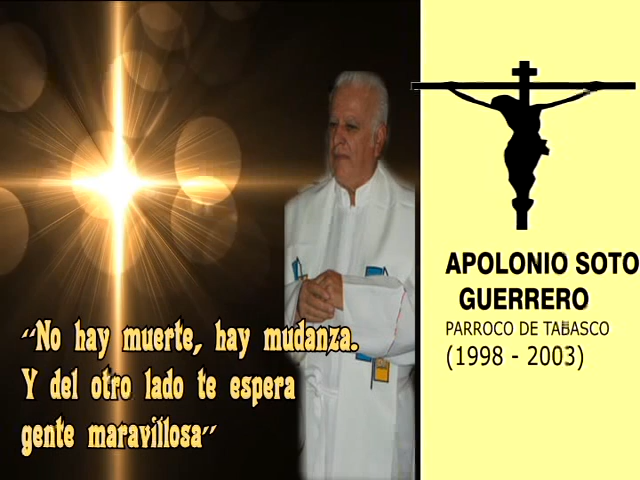 “No hay muerte, hay mudanza.
Y del otro lado te espera
gente maravillosa”
APOLONIO SOTO
GUERRERO
PARROCO DE TABASCO
(1998 - 2003)